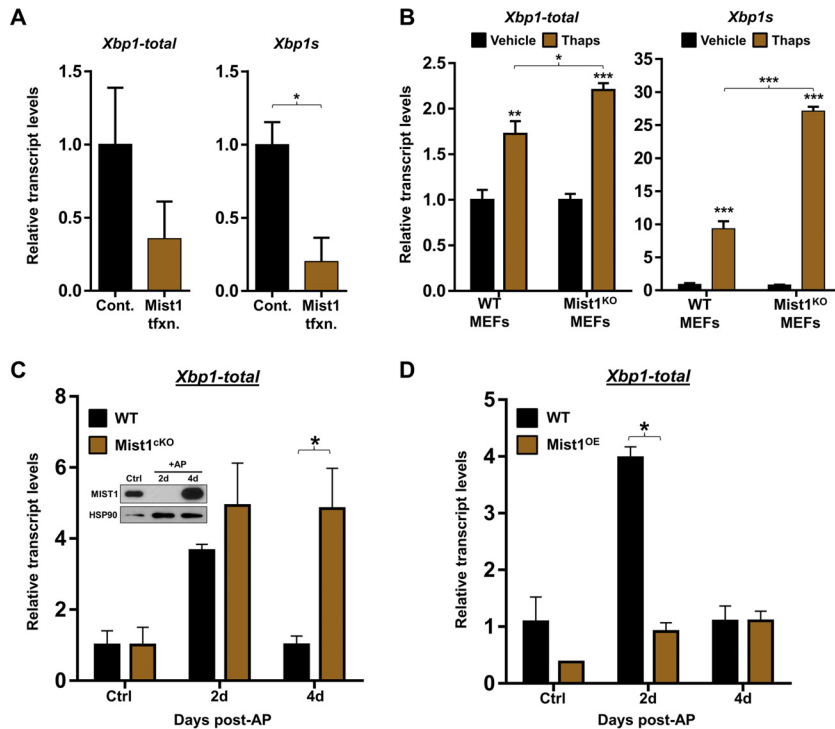 A
Xbp1-total
Xbp1s
Relative transcript levels
1.5
1.0
0.5
0.0
Cont. Mist1 tfxn.
1.5
*
1.0
0.5
0.0
Cont. Mist1 tfxn.
B
Xbp1-total
Xbp1s
Vehicle Thaps
Vehicle Thaps
Relative transcript levels
2.5
2.0
1.5
1.0
0.5
0.0
*
**
***
WT MEFs
Mist1KO MEFs
35
30
25
20
15
10
5
0
***
***
***
WT MEFs
Mist1KO MEFs
C
Xbp1-total
WT
Mist1cKO
Relative transcript levels
8
6
4
2
0
+AP
Ctrl 2d 4d
MIST1
HSP90
*
Ctrl 2d 4d
Days post-AP
D
Xbp1-total
WT
Mist1OE
Relative transcript levels
5
4
3
2
1
0
*
Ctrl 2d 4d
Days post-AP